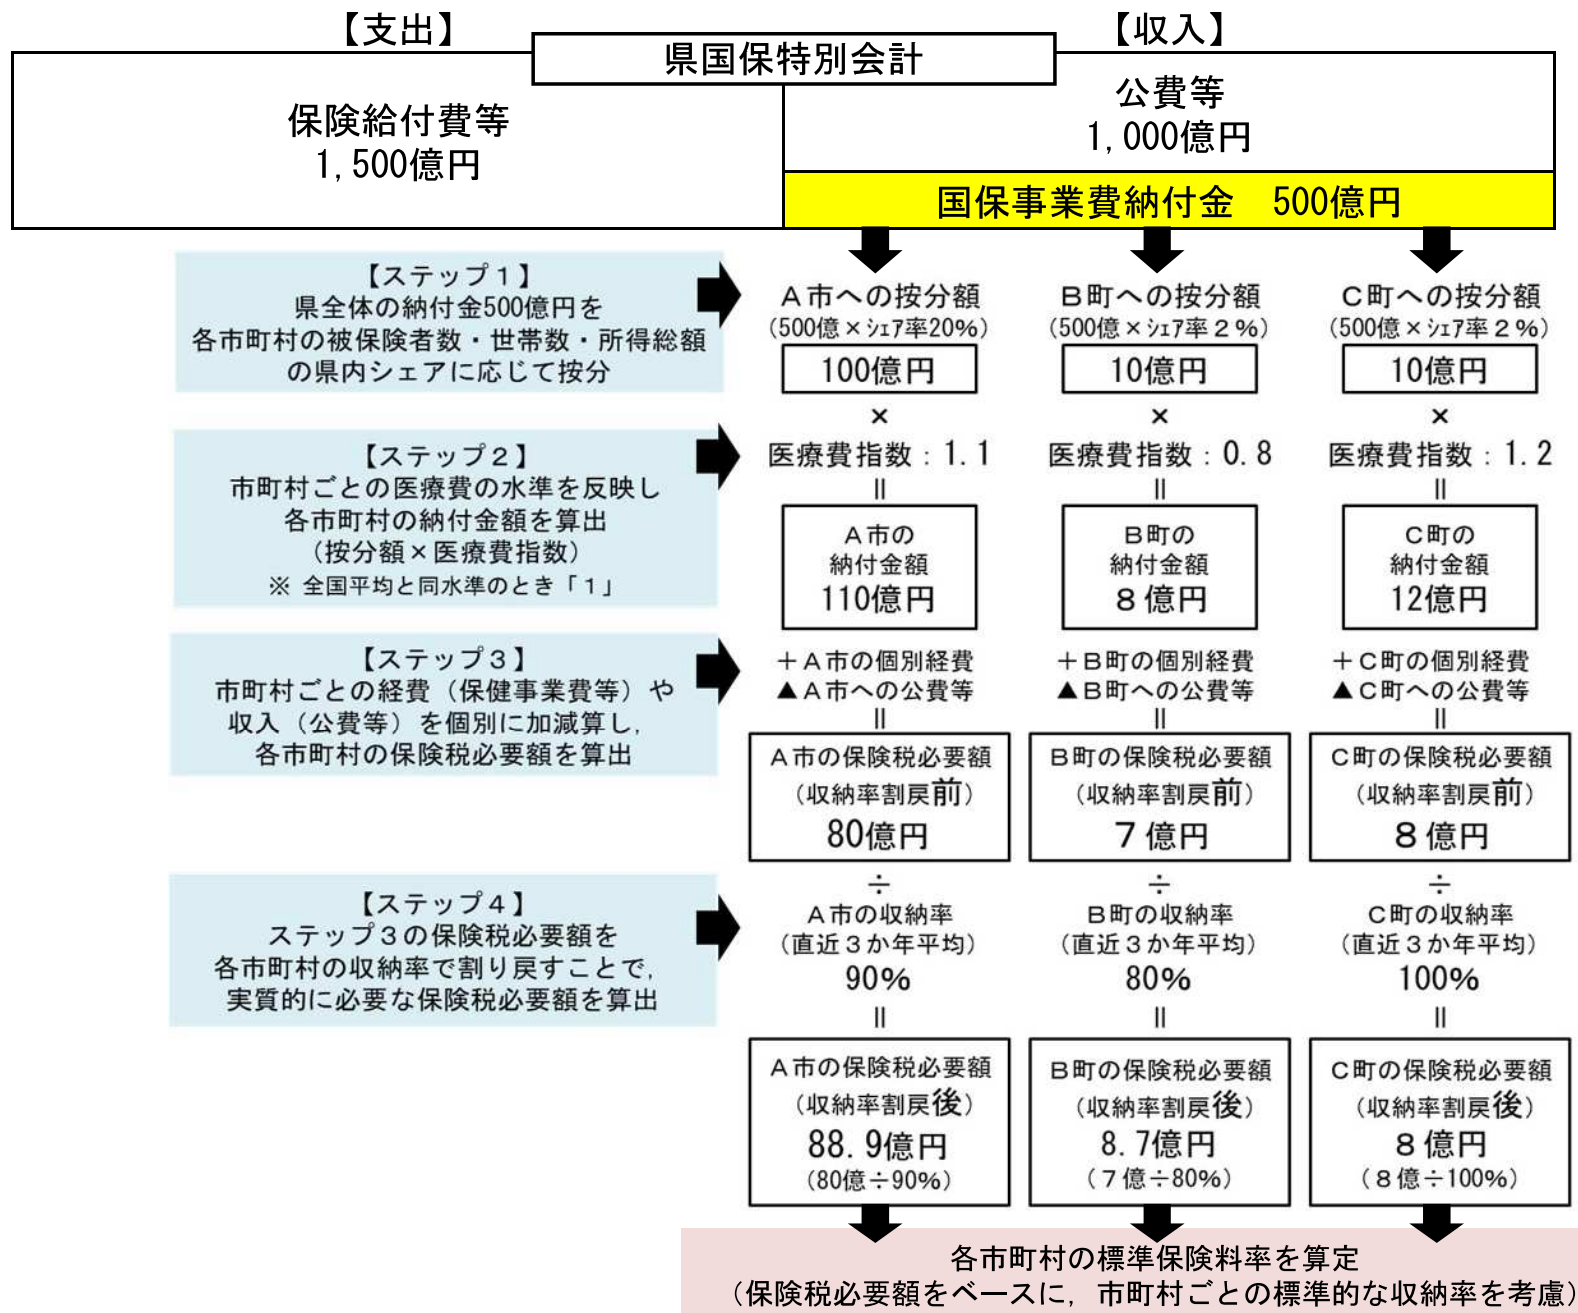 【支出】
【収入】
県国保特別会計
保険給付費等
1,500億円
公費等
1,000億円
国保事業費納付金　500億円
【ステップ１】
県全体の納付金500億円を
各市町村の被保険者数・世帯数・所得総額
の県内シェアに応じて按分
Ａ市への按分額
(500億×ｼｪｱ率20%)
100億円
Ｂ町への按分額
(500億×ｼｪｱ率２%)
10億円
Ｃ町への按分額
(500億×ｼｪｱ率２%)
10億円
×
×
×
【ステップ２】
市町村ごとの医療費の水準を反映し
各市町村の納付金額を算出
（按分額×医療費指数）
※ 全国平均と同水準のとき「１」
医療費指数：1.1
医療費指数：0.8
医療費指数：1.2
＝
＝
＝
Ａ市の
納付金額
110億円
Ｂ町の
納付金額
８億円
Ｃ町の
納付金額
12億円
【ステップ３】
市町村ごとの経費（保健事業費等）や
収入（公費等）を個別に加減算し，
各市町村の保険税必要額を算出
＋Ａ市の個別経費
▲Ａ市への公費等
＋Ｂ町の個別経費
▲Ｂ町への公費等
＋Ｃ町の個別経費
▲Ｃ町への公費等
＝
＝
＝
Ａ市の保険税必要額
（収納率割戻前）
80億円
Ｂ町の保険税必要額
（収納率割戻前）
７億円
Ｃ町の保険税必要額
（収納率割戻前）
８億円
÷
÷
÷
【ステップ４】
ステップ３の保険税必要額を
各市町村の収納率で割り戻すことで，
実質的に必要な保険税必要額を算出
Ａ市の収納率
（直近３か年平均）
90%
Ｂ町の収納率
（直近３か年平均）
80%
Ｃ町の収納率
（直近３か年平均）
100%
＝
＝
＝
Ａ市の保険税必要額
（収納率割戻後）
88.9億円
（80億÷90%）
Ｂ町の保険税必要額
（収納率割戻後）
8.7億円
（７億÷80%）
Ｃ町の保険税必要額
（収納率割戻後）
８億円
（８億÷100%）
各市町村の標準保険料率を算定
（保険税必要額をベースに，市町村ごとの標準的な収納率を考慮）